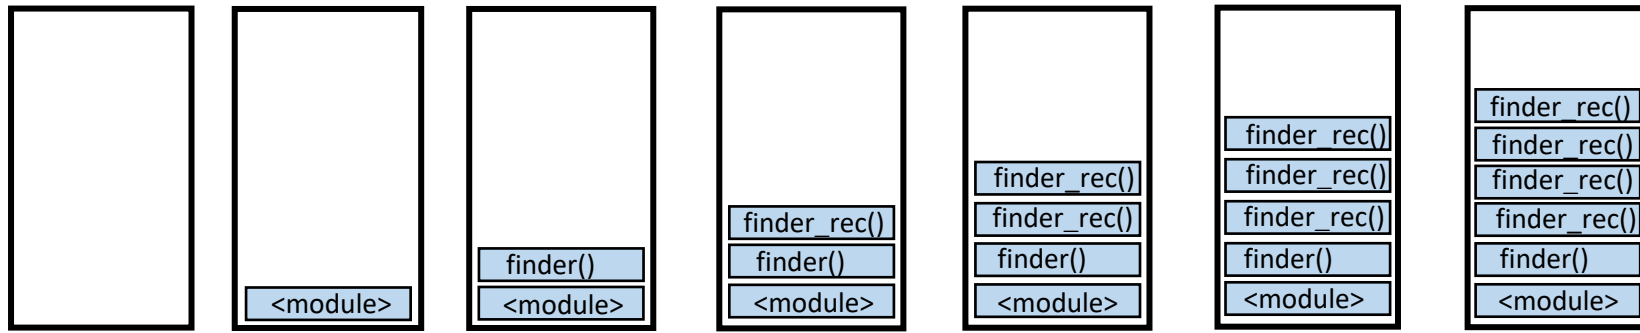 <module>
finder()
<module>
finder_rec()
finder()
<module>
finder_rec()
finder_rec()
finder()
<module>
finder_rec()
finder_rec()
finder_rec()
finder()
<module>
finder_rec()
finder_rec()
finder_rec()
finder_rec()
finder()
<module>